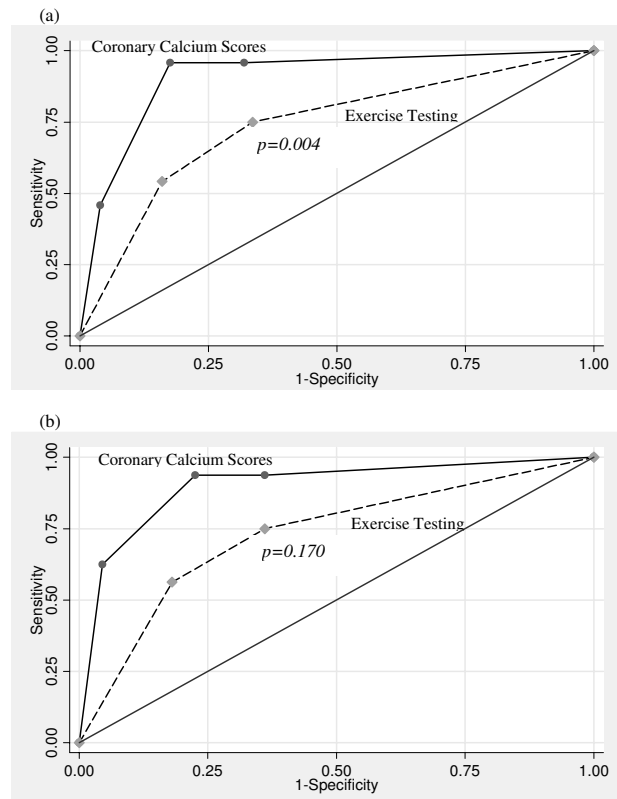 (a)
Coronary Calcium Scores
Exercise Testing
p=0.004
Sensitivity
0.00 0.25 0.50 0.75 1.00
0.00 0.25 0.50 0.75 1.00
1-Specificity
(b)
Coronary Calcium Scores
Exercise Testing
p=0.170
Sensitivity
0.00 0.25 0.50 0.75 1.00
0.00 0.25 0.50 0.75 1.00
1-Specificity